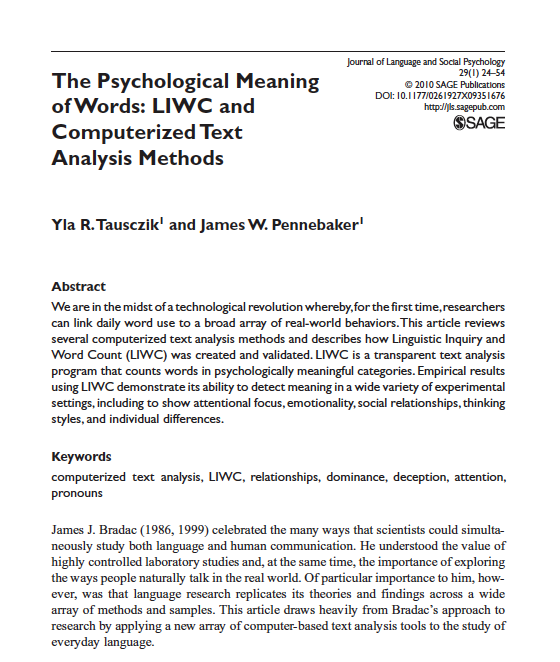 Journal of Language and Social Psychology
29(1) 24–54
© 2010 SAGE Publications
DOI: 10.1177/0261927X09351676
http://jls.sagepub.com
SAGE
The Psychological Meaning
of Words: LIWC and
Computerized Text
Analysis Methods
Yla R. Tausczik¹ and James W. Pennebaker¹
Abstract
We are in the midst of a technological revolution whereby, for the first time, researchers
can link daily word use to a broad array of real-world behaviors. This article reviews
several computerized text analysis methods and describes how Linguistic Inquiry and
Word Count (LIWC) was created and validated. LIWC is a transparent text analysis
program that counts words in psychologically meaningful categories. Empirical results
using LIWC demonstrate its ability to detect meaning in a wide variety of experimental
settings, including to show attentional focus, emotionality, social relationships, thinking
styles, and individual differences.
Keywords
computerized text analysis, LIWC, relationships, dominance, deception, attention,
pronouns
James J. Bradac (1986, 1999) celebrated the many ways that scientists could simulta-
neously study both language and human communication. He understood the value of
highly controlled laboratory studies and, at the same time, the importance of exploring
the ways people naturally talk in the real world. Of particular importance to him, how-
ever, was that language research replicates its theories and findings across a wide
array of methods and samples. This article draws heavily from Bradac's approach to
research by applying a new array of computer-based text analysis tools to the study of
everyday language.